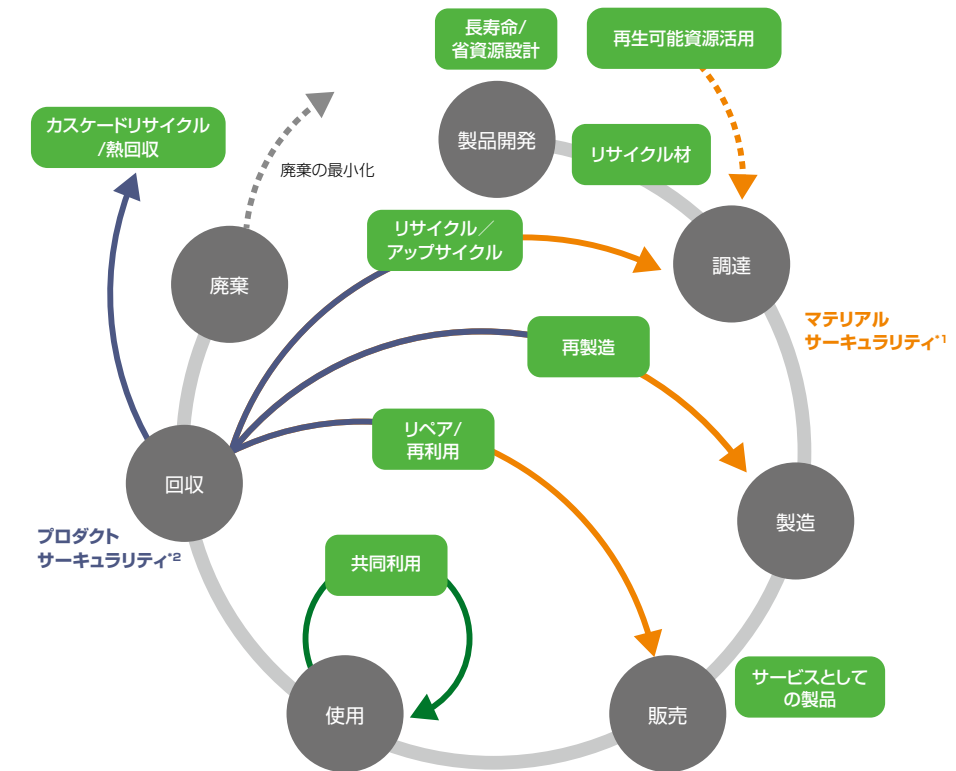 長寿命/
省資源設計
再生可能資源活用
カスケードリサイクル
/熱回収
製品開発
リサイクル材
廃棄の最小化
リサイクル／
アップサイクル
調達
廃棄
マテリアル
サーキュラリティ*1
再製造
リペア/
再利用
回収
製造
プロダクト
サーキュラリティ*2
共同利用
サービスとして
の製品
使用
販売